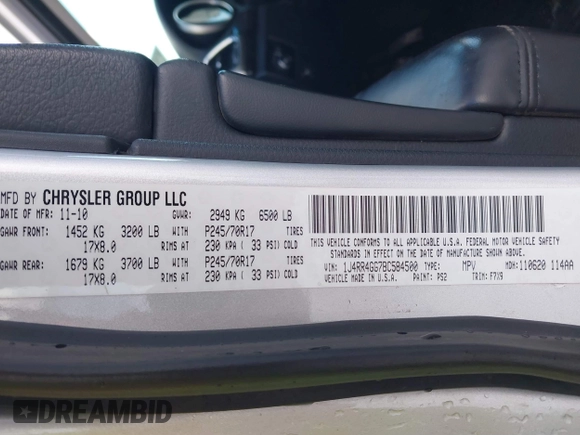 MFD BY CHRYSLER GROUP LLC
DATE OF MFR: 11-10 GVWR: 2949 KG 6500 LB
GAWR FRONT: 1452 KG 3200 LB WITH P245/70R17 TIRES
17X8.0 RIMS AT 230 KPA ( 33 PSI) COLD
GAWR REAR: 1679 KG 3700 LB WITH P245/70R17 TIRES
17X8.0 RIMS AT 230 KPA ( 33 PSI) COLD
THIS VEHICLE CONFORMS TO ALL APPLICABLE U.S.A. FEDERAL MOTOR VEHICLE SAFETY
STANDARDS IN EFFECT ON THE DATE OF MANUFACTURE SHOWN ABOVE.
VIN: 1J4RR4GG7BC584500 TYPE: MPV MDH: 110620 114AA
VEHICLE MADE IN U.S.A. PAINT: PS2 TRIM: F7X9
DREAMBID